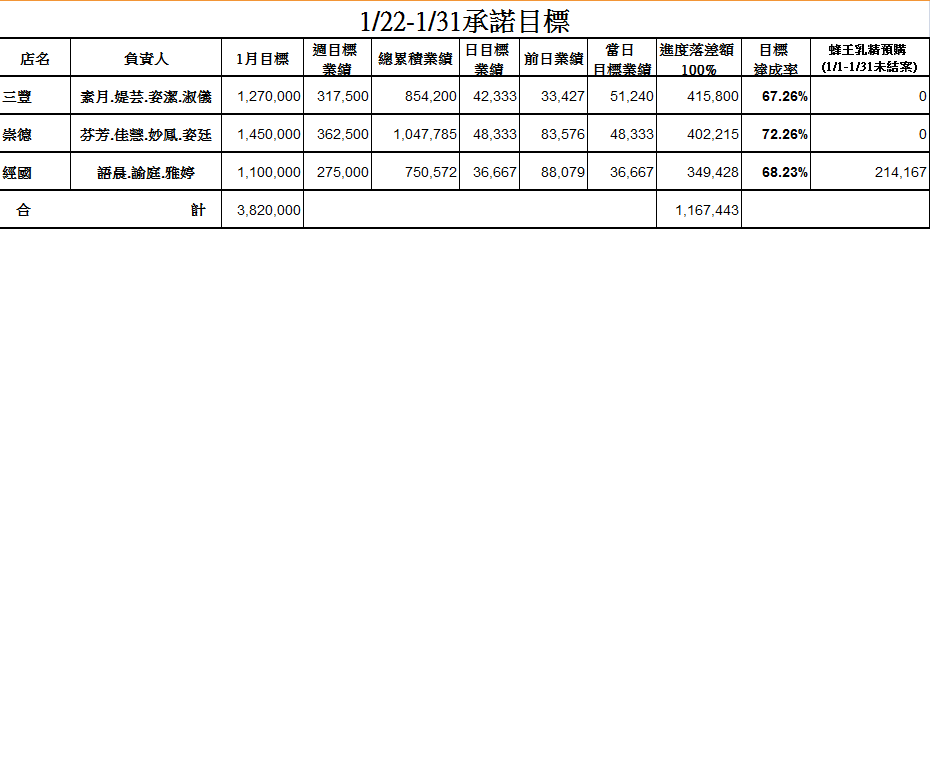 1/22-1/31承諾目標
店名 負責人 1月目標 週目標業績 總累積業績 日目標業績 前日業績 當日目標業績 進度落差額100% 目標達成率 蜂王乳精預購(1/1-1/31未結案)
三豐 素月.媞芸.姿潔.淑儀 1,270,000 317,500 854,200 42,333 33,427 51,240 415,800 67.26% 0
崇德 芬芳.佳慧.妙鳳.姿廷 1,450,000 362,500 1,047,785 48,333 83,576 48,333 402,215 72.26% 0
經國 語晨.諭庭.雅婷 1,100,000 275,000 750,572 36,667 88,079 36,667 349,428 68.23% 214,167
合 計 3,820,000 1,167,443